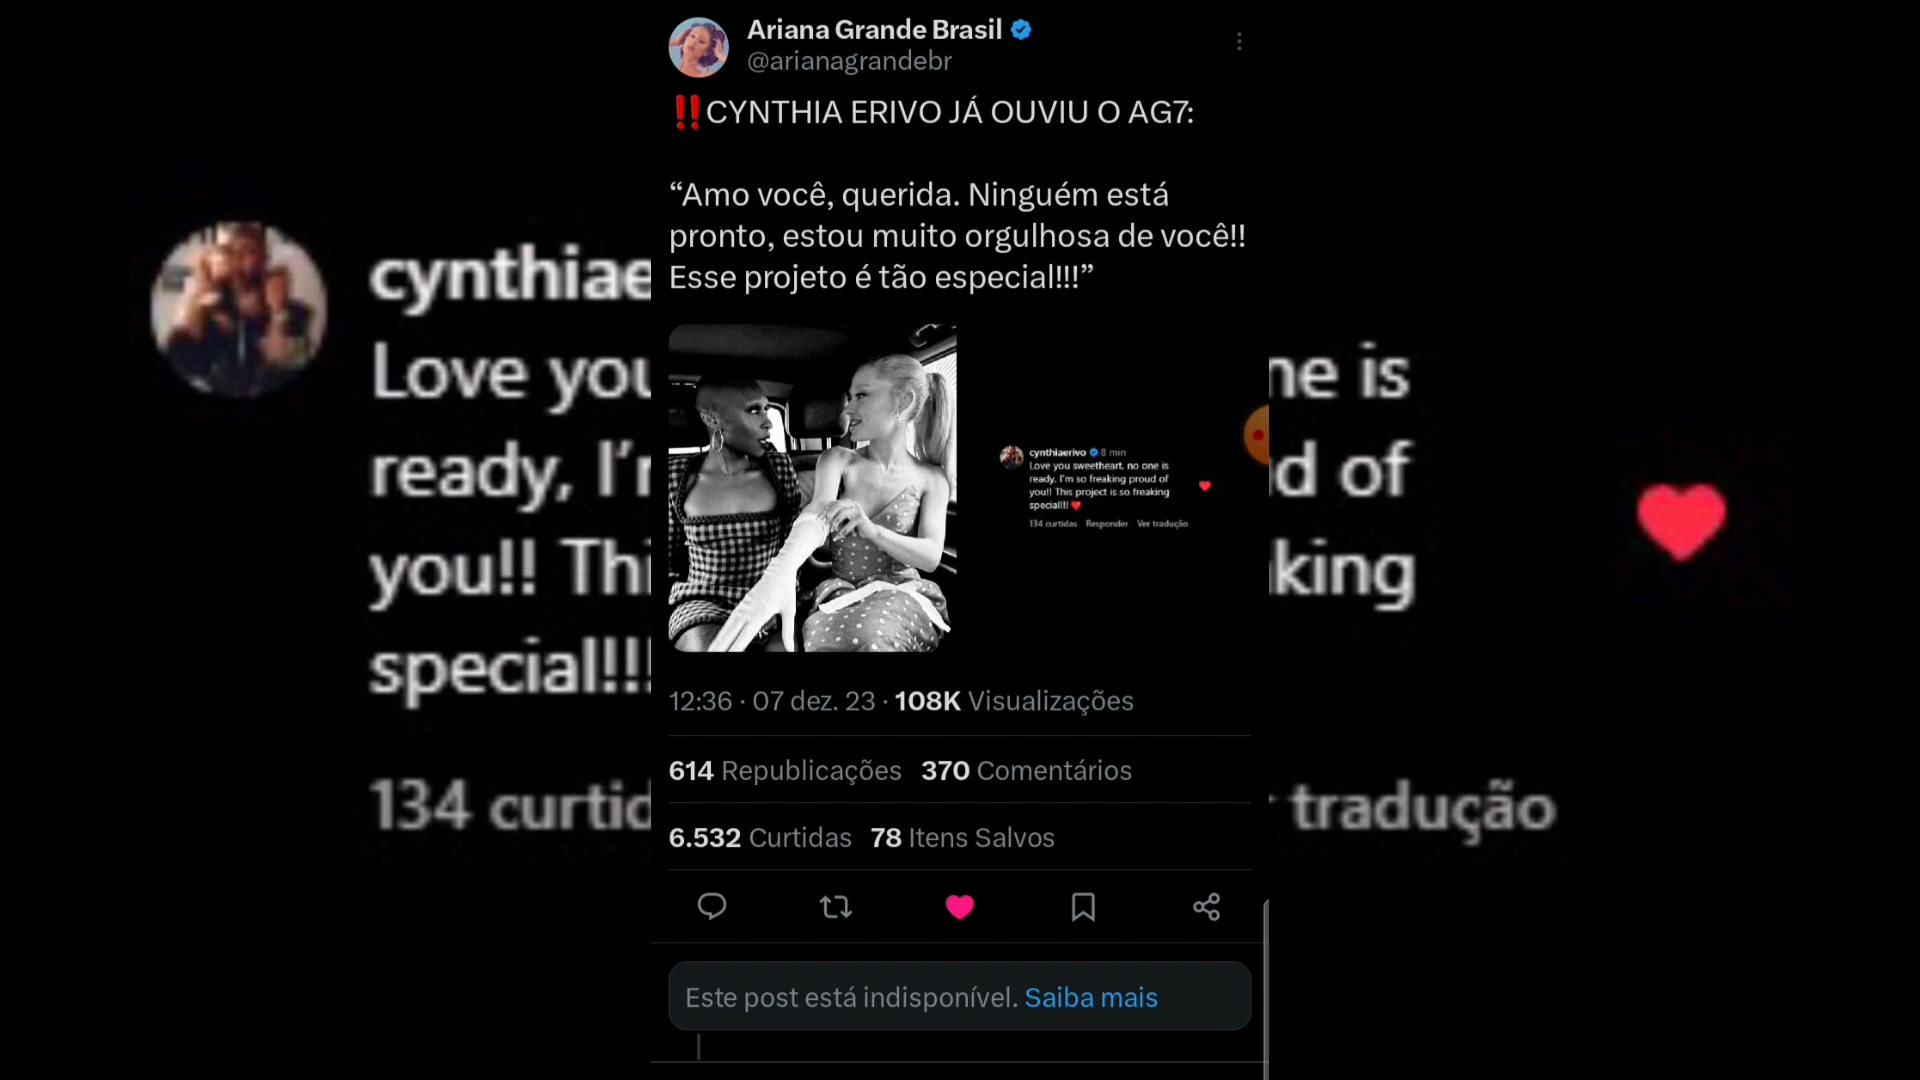 Ariana Grande Brasil
@arianagrandebr
‼️CYNTHIA ERIVO JÁ OUVIU O AG7:
“Amo você, querida. Ninguém está
pronto, estou muito orgulhosa de você!!
Esse projeto é tão especial!!!”
cynthiaerivo 8 min
Love you sweetheart, no one is
ready. I'm so freaking proud of
you!! This project is so freaking
special!!!! ❤️
134 curtidas Responder Ver tradução
12:36 · 07 dez. 23 · 108K Visualizações
614 Republicações 370 Comentários
6.532 Curtidas 78 Itens Salvos
Este post está indisponível. Saiba mais
cynthiae
Love you
ne is
ready, I'r
d of
you!! Thi
king
special!!!
134 curtid
tradução